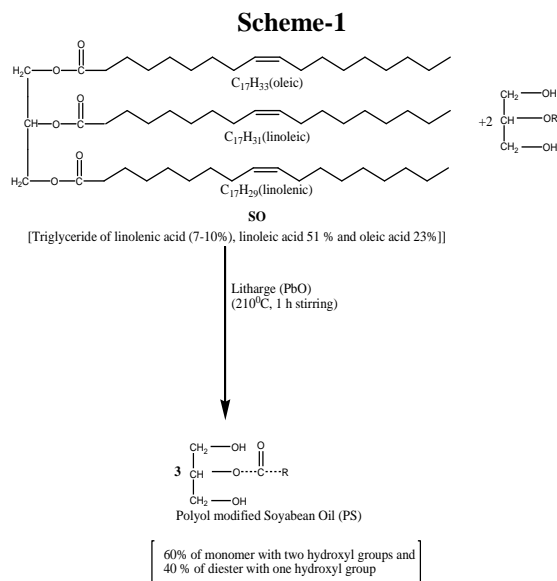 Scheme-1
O
H₂C—O—C
C₁₇H₃₃(oleic)
O
CH—O—C
C₁₇H₃₁(linoleic)
O
H₂C—O—C
C₁₇H₂₉(linolenic)
+2
CH₂—OH
CH—OR
H₂C—OH
SO
[Triglyceride of linolenic acid (7-10%), linoleic acid 51 % and oleic acid 23%]]
Litharge (PbO)
(210⁰C, 1 h stirring)
CH₂—OH
O
3 CH—O---C---R
CH₂—OH
Polyol modified Soyabean Oil (PS)
60% of monomer with two hydroxyl groups and
40 % of diester with one hydroxyl group